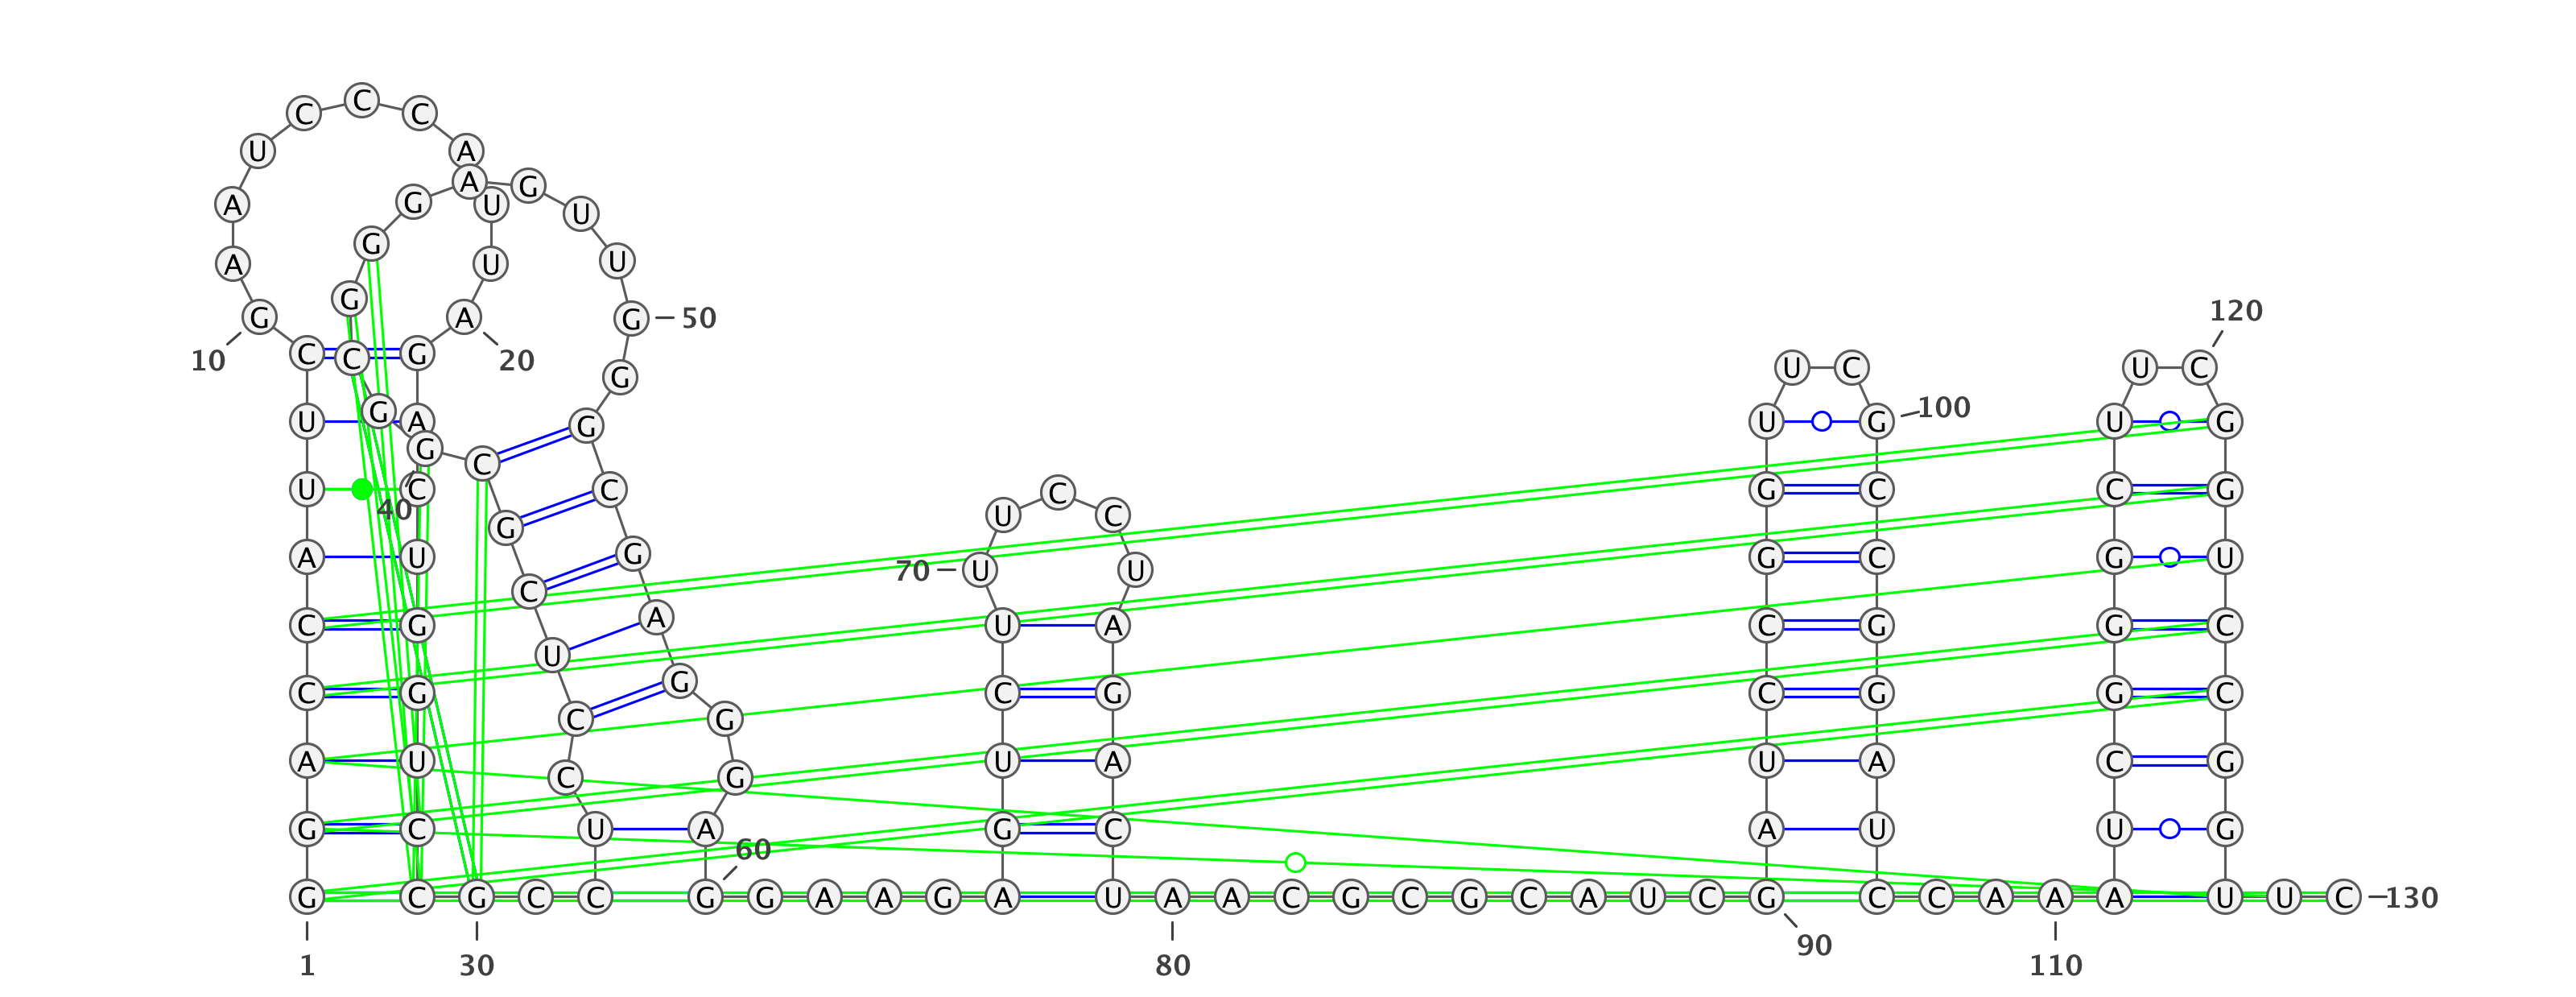 C C C
U A
A G
A G U U
G
A U U
G
G A G 50 120
10 C C G 20 U C U C
G
U G A G U G 100 U G
G C
U C C U C C G C C G
40 G
U C C
A U G 70 U U G C G U
C
C G A U A C G G C
U
C G G C G C G G C
C G
A U U A U A C G
C G
G C U A G C A U U G
60
G C G C C G G A A G A U A A C G C G C A U C G C C A A A U U C 130
90
1 30 80 110